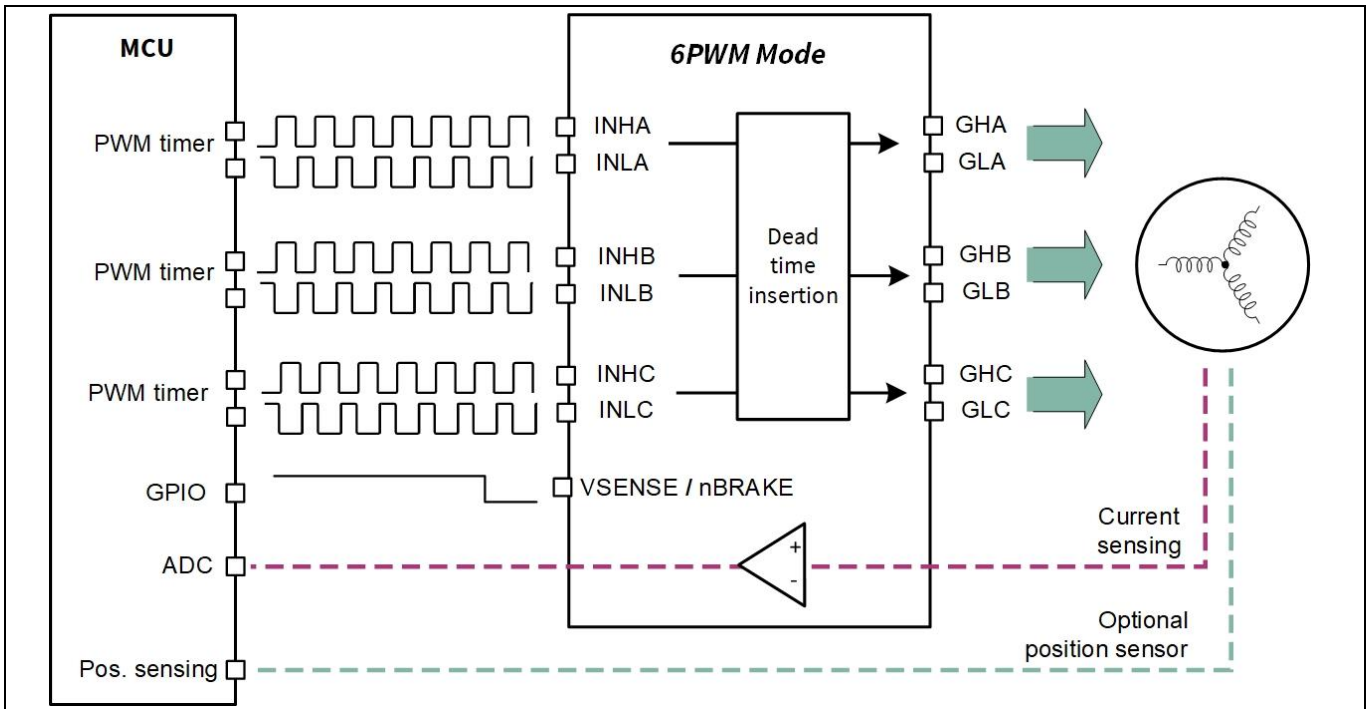 MCU
6PWM Mode
PWM timer
INHA
INLA
GHA
GLA
PWM timer
INHB
INLB
Dead
time
insertion
GHB
GLB
PWM timer
INHC
INLC
GHC
GLC
GPIO
VSENSE / nBRAKE
ADC
+
-
Current
sensing
Pos. sensing
Optional
position sensor